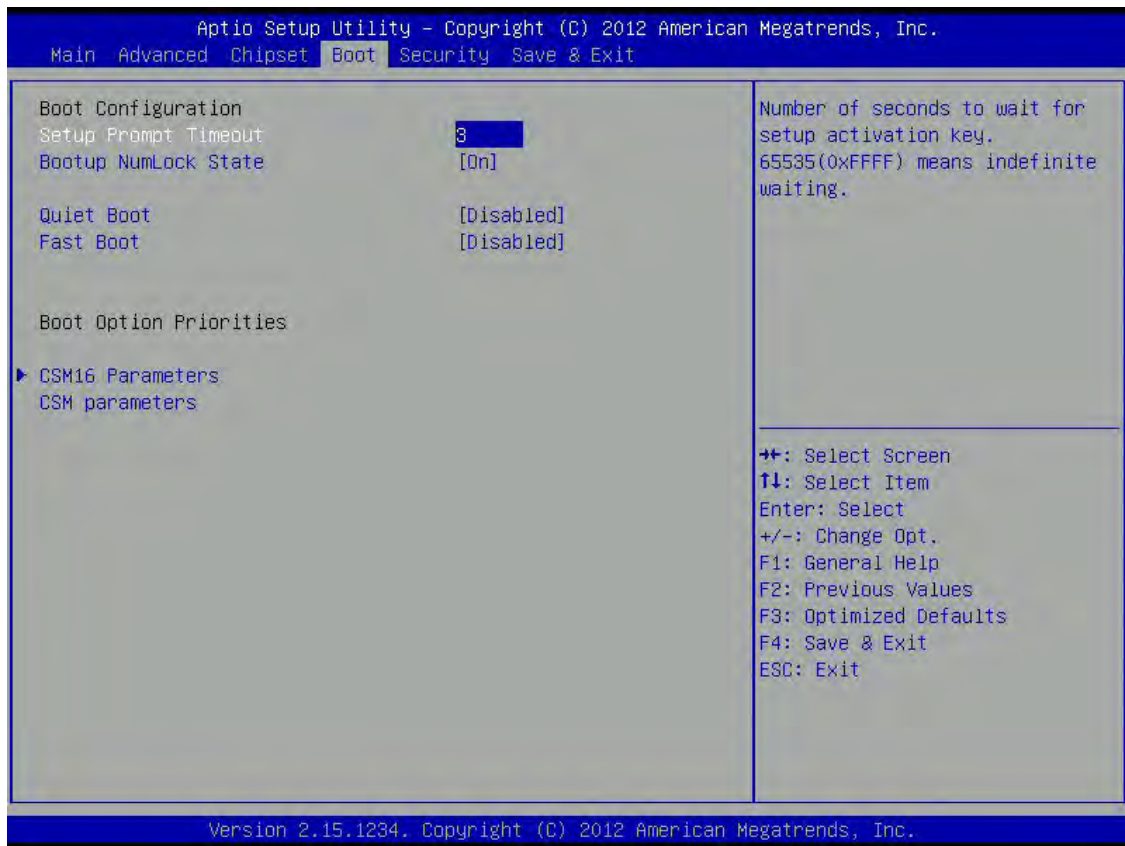 Aptio Setup Utility – Copyright (C) 2012 American Megatrends, Inc.
Main Advanced Chipset Boot Security Save & Exit
Boot Configuration
Setup Prompt Timeout 3
Bootup NumLock State [On]
Quiet Boot [Disabled]
Fast Boot [Disabled]
Boot Option Priorities
▶ CSM16 Parameters
CSM parameters
Number of seconds to wait for
setup activation key.
65535(0xFFFF) means indefinite
waiting.
→←: Select Screen
↑↓: Select Item
Enter: Select
+/-: Change Opt.
F1: General Help
F2: Previous Values
F3: Optimized Defaults
F4: Save & Exit
ESC: Exit
Version 2.15.1234. Copyright (C) 2012 American Megatrends, Inc.